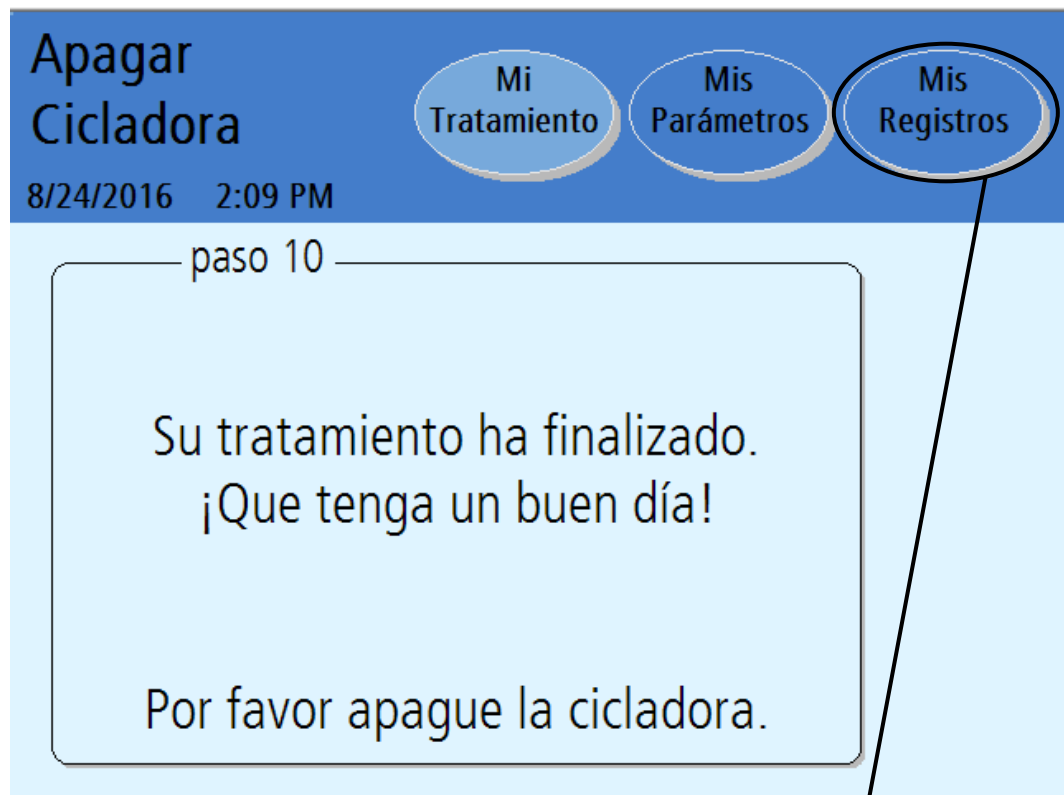 Apagar
Cicladora
Mi
Tratamiento
Mis
Parámetros
Mis
Registros
8/24/2016 2:09 PM
paso 10
Su tratamiento ha finalizado.
¡Que tenga un buen día!
Por favor apague la cicladora.